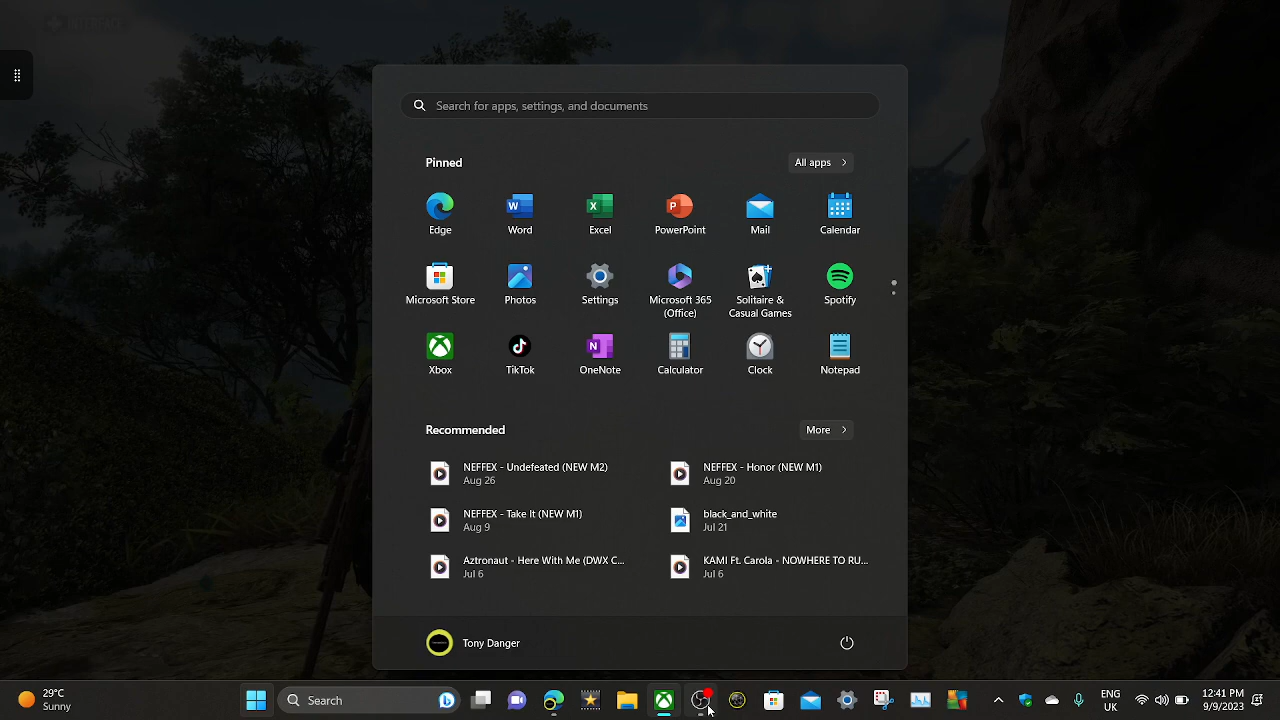 INTERFACE
Search for apps, settings, and documents
Pinned
All apps
Edge
Word
Excel
PowerPoint
Mail
Calendar
Microsoft Store
Photos
Settings
Microsoft 365
(Office)
Solitaire &
Casual Games
Spotify
Xbox
TikTok
OneNote
Calculator
Clock
Notepad
Recommended
More
NEFFEX - Undefeated (NEW M2)
Aug 26
NEFFEX - Honor (NEW M1)
Aug 20
NEFFEX - Take It (NEW M1)
Aug 9
black_and_white
Jul 21
Aztronaut - Here With Me (DWX C...
Jul 6
KAMI Ft. Carola - NOWHERE TO RU...
Jul 6
Tony Danger
29°C
Sunny
Search
ENG
UK
12:41 PM
9/9/2023